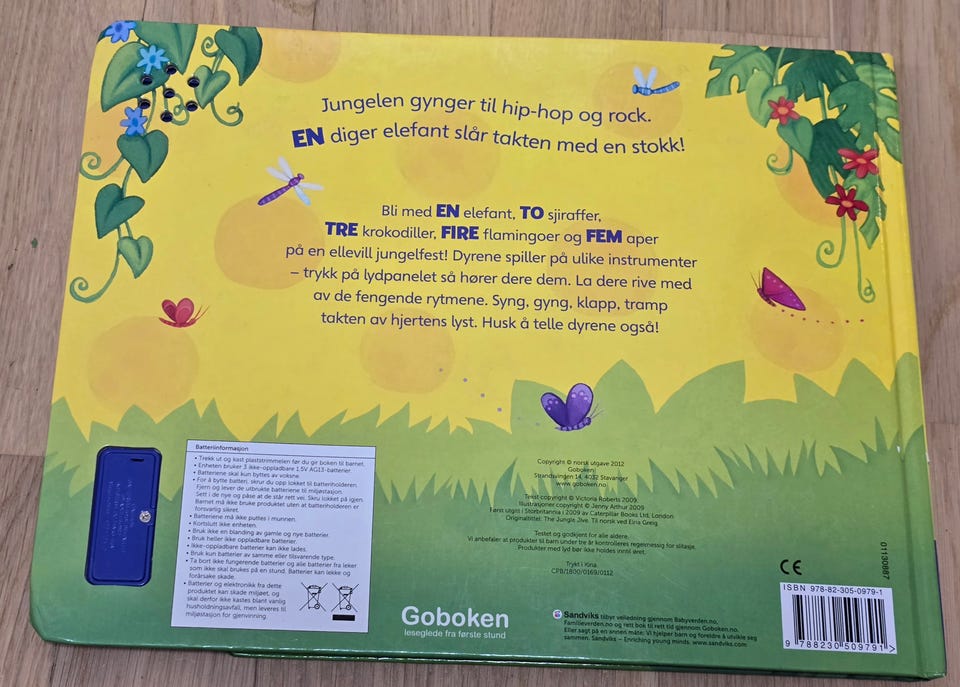 Jungelen gynger til hip-hop og rock.
EN diger elefant slår takten med en stokk!
Bli med EN elefant, TO sjiraffer,
TRE krokodiller, FIRE flamingoer og FEM aper
på en ellevill jungelfest! Dyrene spiller på ulike instrumenter
– trykk på lydpanelet så hører dere dem. La dere rive med
av de fengende rytmene. Syng, gyng, klapp, tramp
takten av hjertens lyst. Husk å telle dyrene også!
Batteriinformasjon
• Trekk ut og kast plaststrimmelen før du gir boken til barnet.
• Enheten bruker 3 ikke-oppladbare 1.5V AG13-batterier.
• Batteriene skal kun byttes av voksne.
• For å bytte batteri, skru du opp lokket til batteriholderen.
Fjern og lever de utbrukte batteriene til miljøstasjon.
Sett i de nye og påse at de står rett vei. Skru lokket på igjen.
Barnet må ikke bruke produktet uten at batteriholderen er
forsvarlig sikret.
• Batteriene må ikke puttes i munnen.
• Kortslutt ikke enheten.
• Bruk ikke en blanding av gamle og nye batterier.
• Bruk heller ikke oppladbare batterier.
• Ikke-oppladbare batterier kan ikke lades.
• Bruk kun batterier av samme eller tilsvarende type.
• Ta bort ikke fungerende batterier og alle batterier fra leker
som ikke skal brukes på en stund. Batterier kan lekke og
forårsake skade.
• Batterier og elektronikk fra dette
produktet kan skade miljøet, og
skal derfor ikke kastes blant vanlig
husholdningsavfall, men leveres til
miljøstasjon for gjenvinning.
Copyright © norsk utgave 2012
Goboken
Strandsvingen 14, 4032 Stavanger
www.goboken.no
Tekst copyright © Victoria Roberts 2009
Illustrasjoner copyright © Jenny Arthur 2009
Først utgitt i Storbritannia i 2009 av Caterpillar Books Ltd, London
Originaltittel: The Jungle Jive. Til norsk ved Eina Greig
Testet og godkjent for alle aldere.
Vi anbefaler at produkter til barn under tre år kontrolleres regelmessig for slitasje.
Produkter med lyd bør ikke holdes inntil øret.
Trykt i Kina
CPB/1800/0169/0112
Goboken
leseglede fra første stund
Sandviks tilbyr veiledning gjennom Babyverden.no,
Familieverden.no og rett bok til rett tid gjennom Goboken.no.
Eller sagt på en annen måte: Vi hjelper barn og foreldre å utvikle seg
sammen. Sandvik – Enriching young minds. www.sandviks.com
CE
01130887
ISBN 978-82-305-0979-1
9 788230 509791 >